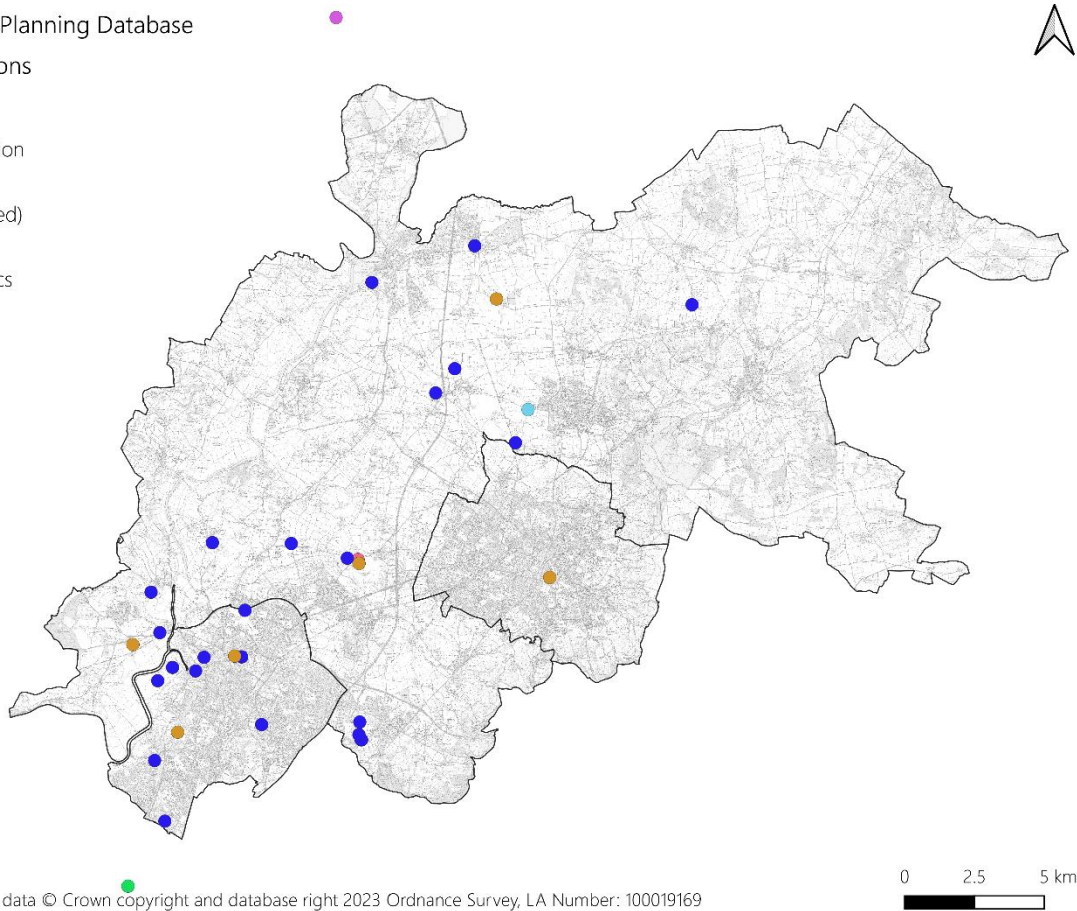 Planning Database
ons
on
ed)
cs
0 2.5 5 km
data © Crown copyright and database right 2023 Ordnance Survey, LA Number: 100019169